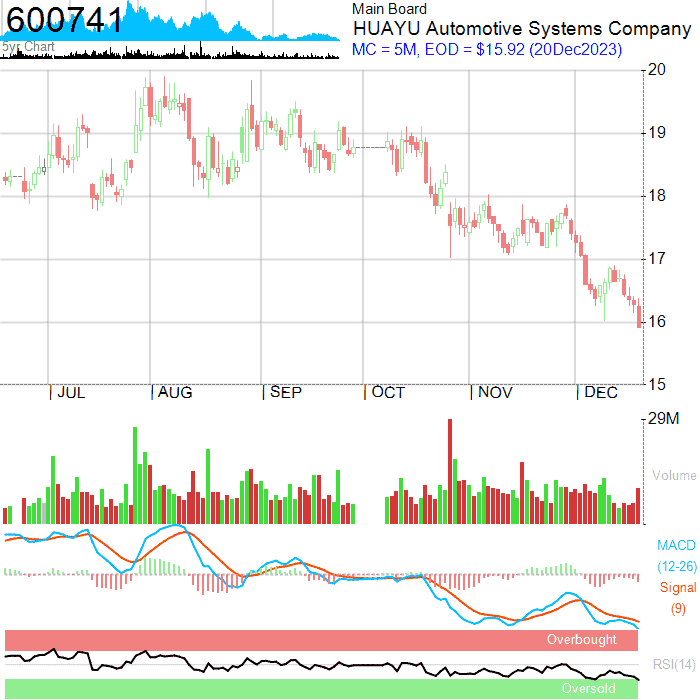 600741
5yr Chart
Main Board
HUAYU Automotive Systems Company
MC = 5M, EOD = $15.92 (20Dec2023)
20
19
18
17
16
15
JUL
AUG
SEP
OCT
NOV
DEC
29M
Volume
MACD
(12-26)
Signal
(9)
Overbought
RSI(14)
Oversold